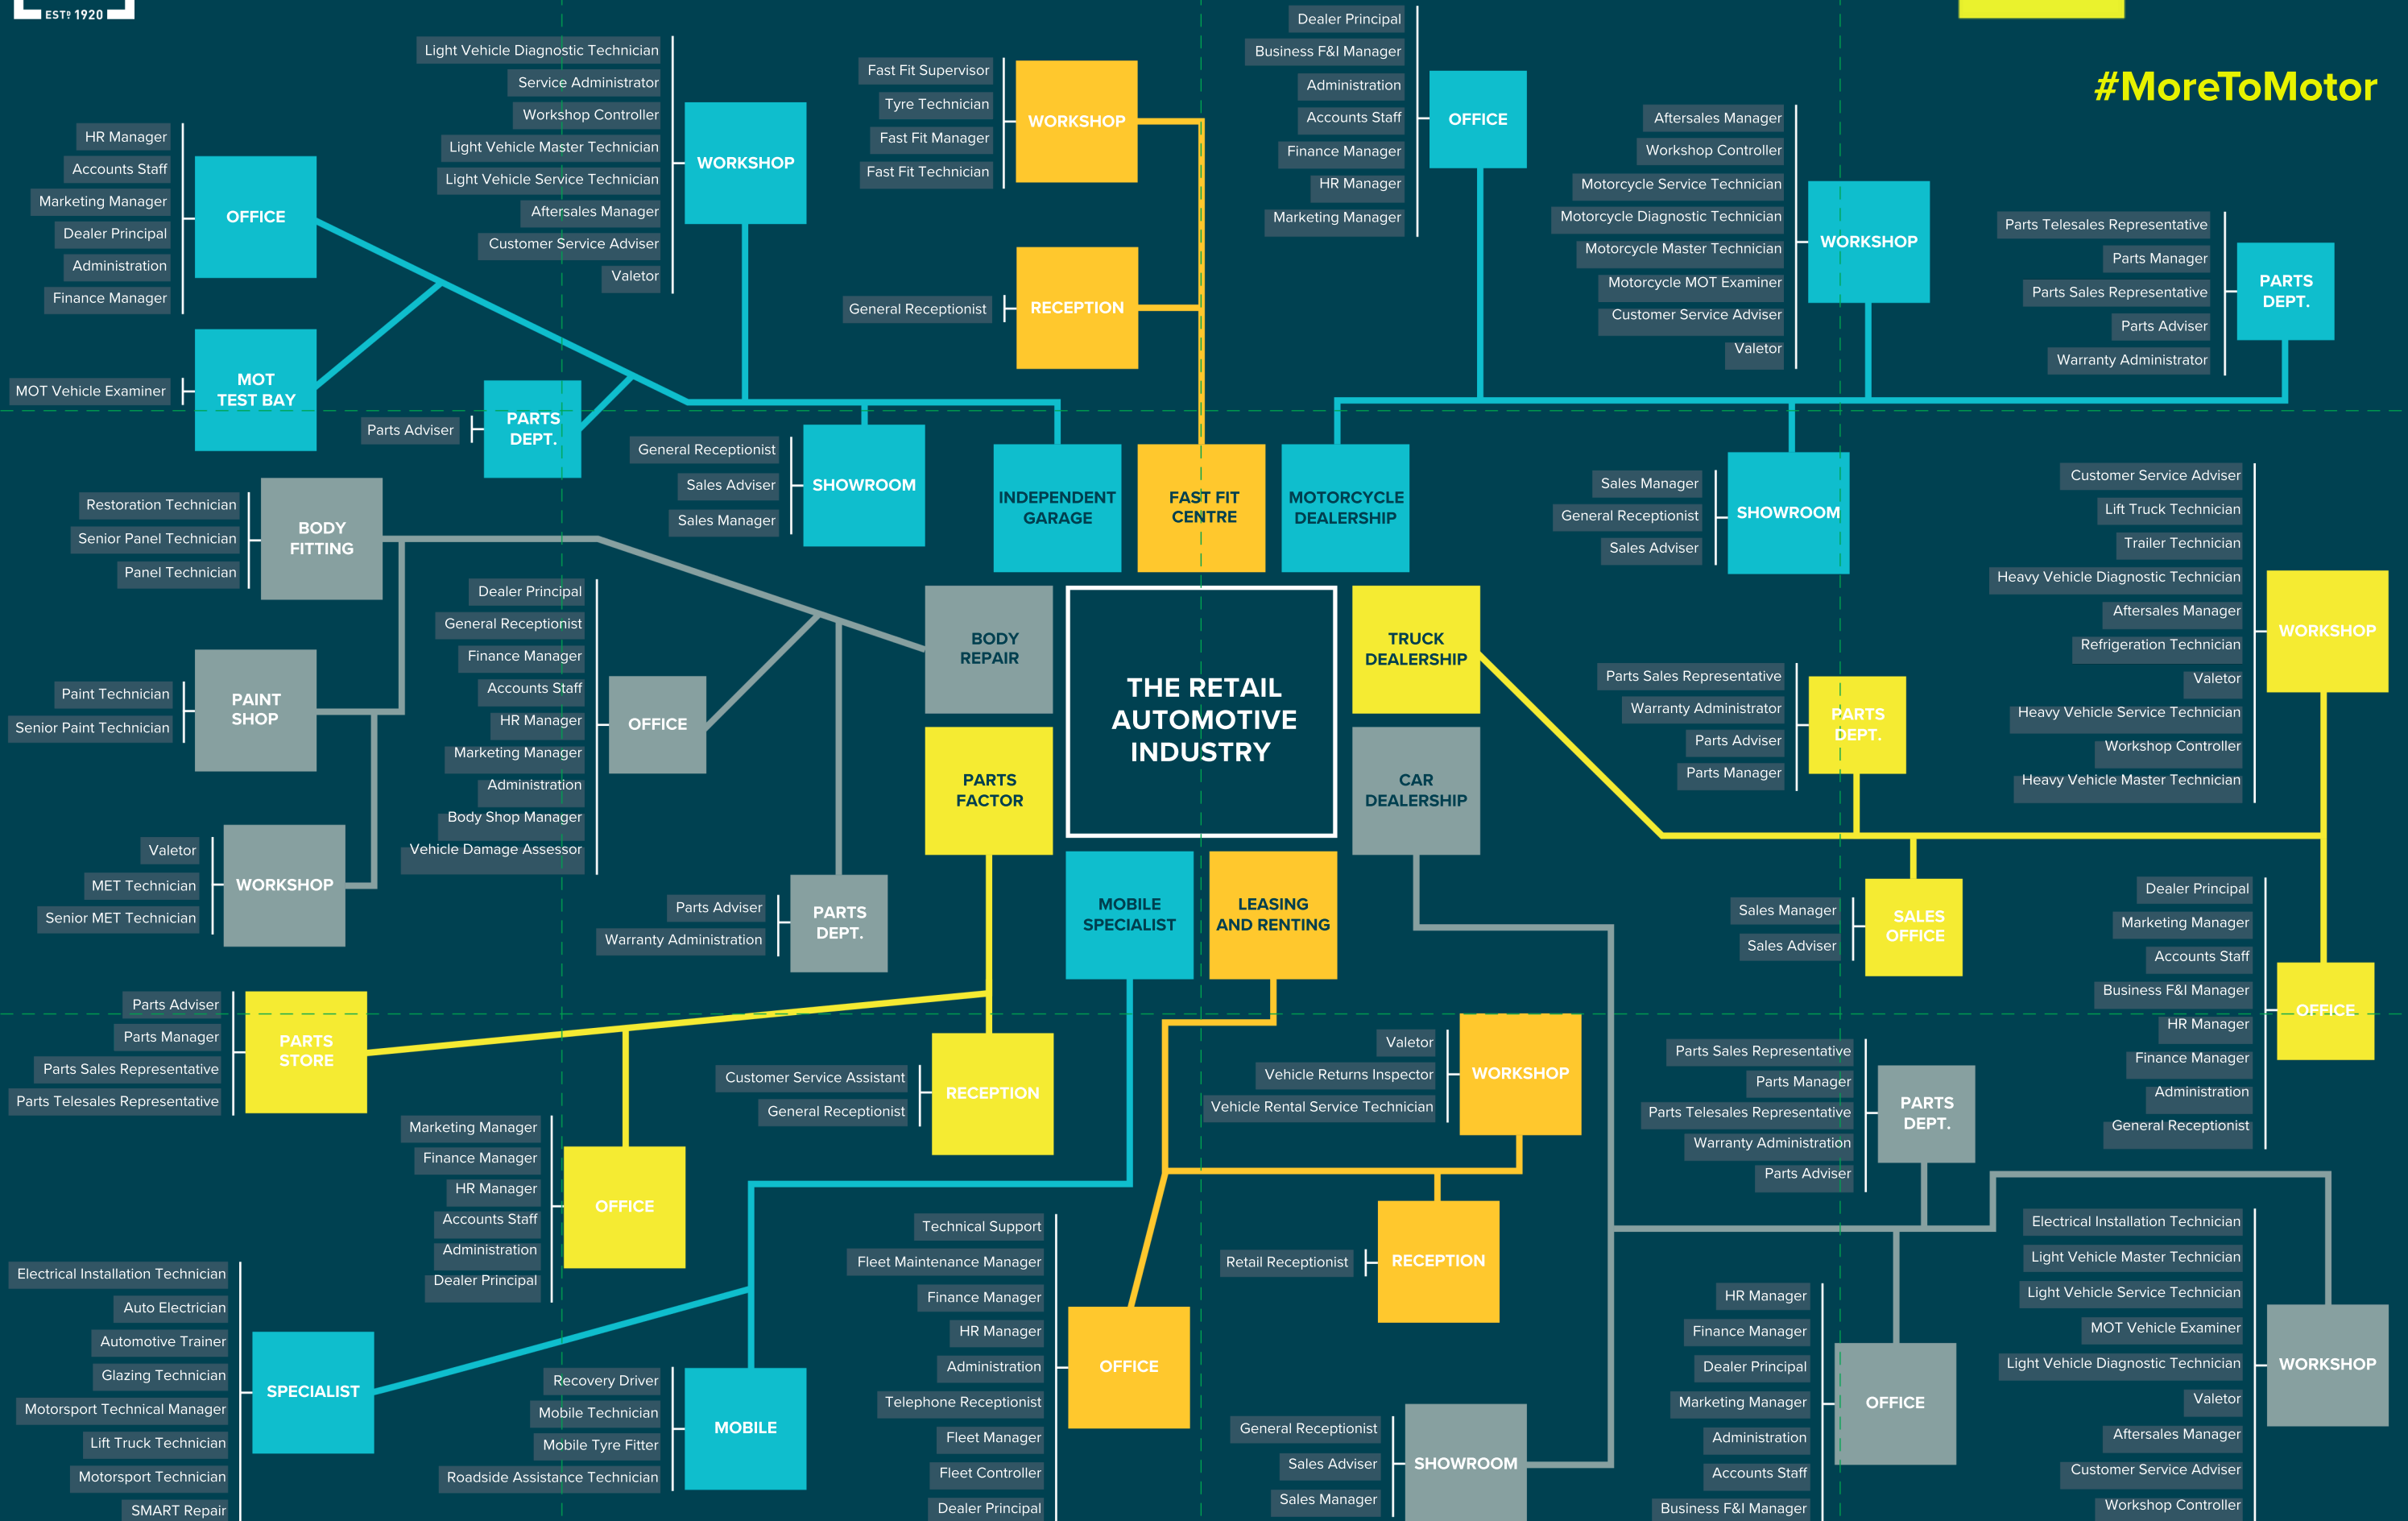 ESTD 1920
#MoreToMotor
HR Manager
Accounts Staff
Marketing Manager
Dealer Principal
Administration
Finance Manager
OFFICE
MOT Vehicle Examiner
MOT
TEST BAY
Light Vehicle Diagnostic Technician
Service Administrator
Workshop Controller
Light Vehicle Master Technician
Light Vehicle Service Technician
Aftersales Manager
Customer Service Adviser
Valetor
WORKSHOP
Parts Adviser
PARTS
DEPT.
General Receptionist
Sales Adviser
Sales Manager
SHOWROOM
INDEPENDENT
GARAGE
Fast Fit Supervisor
Tyre Technician
Fast Fit Manager
Fast Fit Technician
WORKSHOP
General Receptionist
RECEPTION
FAST FIT
CENTRE
Dealer Principal
Business F&I Manager
Administration
Accounts Staff
Finance Manager
HR Manager
Marketing Manager
OFFICE
Aftersales Manager
Workshop Controller
Motorcycle Service Technician
Motorcycle Diagnostic Technician
Motorcycle Master Technician
Motorcycle MOT Examiner
Customer Service Adviser
Valetor
WORKSHOP
Parts Telesales Representative
Parts Manager
Parts Sales Representative
Parts Adviser
Warranty Administrator
PARTS
DEPT.
MOTORCYCLE
DEALERSHIP
Sales Manager
General Receptionist
Sales Adviser
SHOWROOM
Restoration Technician
Senior Panel Technician
Panel Technician
BODY
FITTING
Paint Technician
Senior Paint Technician
PAINT
SHOP
Valetor
MET Technician
Senior MET Technician
WORKSHOP
Dealer Principal
General Receptionist
Finance Manager
Accounts Staff
HR Manager
Marketing Manager
Administration
Body Shop Manager
Vehicle Damage Assessor
OFFICE
Parts Adviser
Warranty Administration
PARTS
DEPT.
BODY
REPAIR
THE RETAIL
AUTOMOTIVE
INDUSTRY
TRUCK
DEALERSHIP
PARTS
FACTOR
CAR
DEALERSHIP
MOBILE
SPECIALIST
LEASING
AND RENTING
Customer Service Adviser
Lift Truck Technician
Trailer Technician
Heavy Vehicle Diagnostic Technician
Aftersales Manager
Refrigeration Technician
Valetor
Heavy Vehicle Service Technician
Workshop Controller
Heavy Vehicle Master Technician
WORKSHOP
Parts Sales Representative
Warranty Administrator
Parts Adviser
Parts Manager
PARTS
DEPT.
Sales Manager
Sales Adviser
SALES
OFFICE
Dealer Principal
Marketing Manager
Accounts Staff
Business F&I Manager
HR Manager
Finance Manager
Administration
General Receptionist
OFFICE
Parts Adviser
Parts Manager
Parts Sales Representative
Parts Telesales Representative
PARTS
STORE
Marketing Manager
Finance Manager
HR Manager
Accounts Staff
Administration
Dealer Principal
OFFICE
Customer Service Assistant
General Receptionist
RECEPTION
Electrical Installation Technician
Auto Electrician
Automotive Trainer
Glazing Technician
Motorsport Technical Manager
Lift Truck Technician
Motorsport Technician
SMART Repair
SPECIALIST
Recovery Driver
Mobile Technician
Mobile Tyre Fitter
Roadside Assistance Technician
MOBILE
Valetor
Vehicle Returns Inspector
Vehicle Rental Service Technician
WORKSHOP
Retail Receptionist
RECEPTION
Technical Support
Fleet Maintenance Manager
Finance Manager
HR Manager
Administration
Telephone Receptionist
Fleet Manager
Fleet Controller
Dealer Principal
OFFICE
General Receptionist
Sales Adviser
Sales Manager
SHOWROOM
Parts Sales Representative
Parts Manager
Parts Telesales Representative
Warranty Administration
Parts Adviser
PARTS
DEPT.
HR Manager
Finance Manager
Dealer Principal
Marketing Manager
Administration
Accounts Staff
Business F&I Manager
OFFICE
Electrical Installation Technician
Light Vehicle Master Technician
Light Vehicle Service Technician
MOT Vehicle Examiner
Light Vehicle Diagnostic Technician
Valetor
Aftersales Manager
Customer Service Adviser
Workshop Controller
WORKSHOP